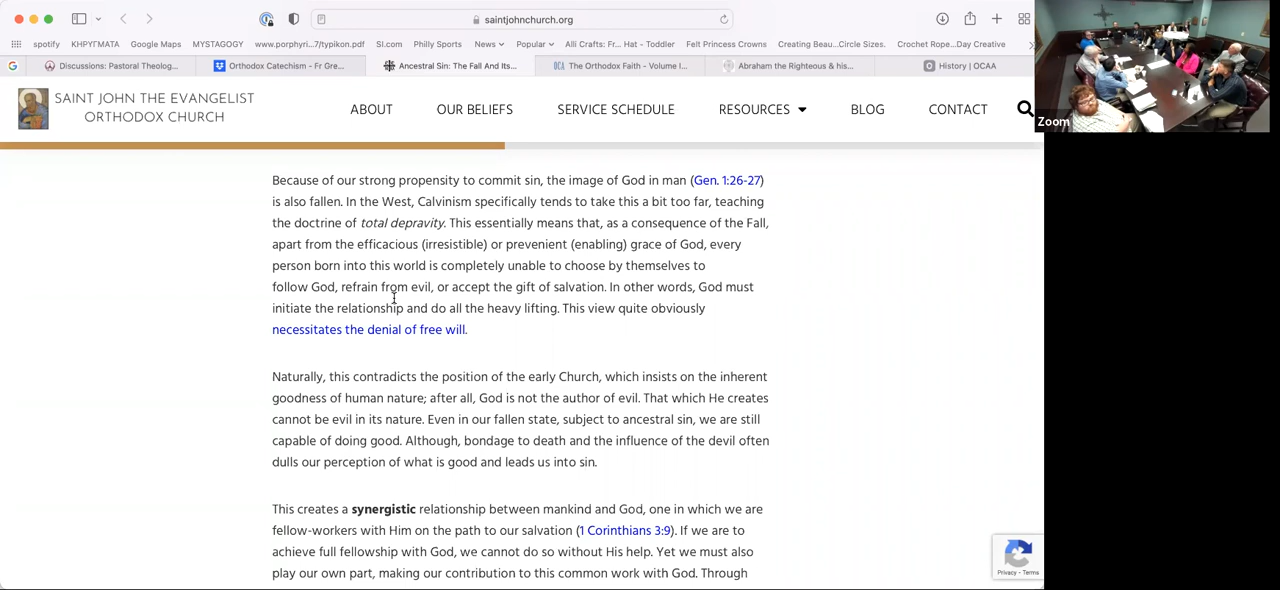 saintjohnchurch.org
spotify ΚΗΡΥΓΜΑΤΑ Google Maps MYSTAGOGY www.porphyri...7/typikon.pdf SI.com Philly Sports News Popular Alli Crafts: Fr... Hat - Toddler Felt Princess Crowns Creating Beau...Circle Sizes. Crochet Rope...Day Creative
G Discussions: Pastoral Theolog... Orthodox Catechism - Fr Gre... Ancestral Sin: The Fall And Its... OCA The Orthodox Faith - Volume I... Abraham the Righteous & his... O History | OCAA
SAINT JOHN THE EVANGELIST
ORTHODOX CHURCH
ABOUT OUR BELIEFS SERVICE SCHEDULE RESOURCES BLOG CONTACT
Zoom
Because of our strong propensity to commit sin, the image of God in man (Gen. 1:26-27)
is also fallen. In the West, Calvinism specifically tends to take this a bit too far, teaching
the doctrine of total depravity. This essentially means that, as a consequence of the Fall,
apart from the efficacious (irresistible) or prevenient (enabling) grace of God, every
person born into this world is completely unable to choose by themselves to
follow God, refrain from evil, or accept the gift of salvation. In other words, God must
initiate the relationship and do all the heavy lifting. This view quite obviously
necessitates the denial of free will.
Naturally, this contradicts the position of the early Church, which insists on the inherent
goodness of human nature; after all, God is not the author of evil. That which He creates
cannot be evil in its nature. Even in our fallen state, subject to ancestral sin, we are still
capable of doing good. Although, bondage to death and the influence of the devil often
dulls our perception of what is good and leads us into sin.
This creates a synergistic relationship between mankind and God, one in which we are
fellow-workers with Him on the path to our salvation (1 Corinthians 3:9). If we are to
achieve full fellowship with God, we cannot do so without His help. Yet we must also
play our own part, making our contribution to this common work with God. Through
Privacy - Terms